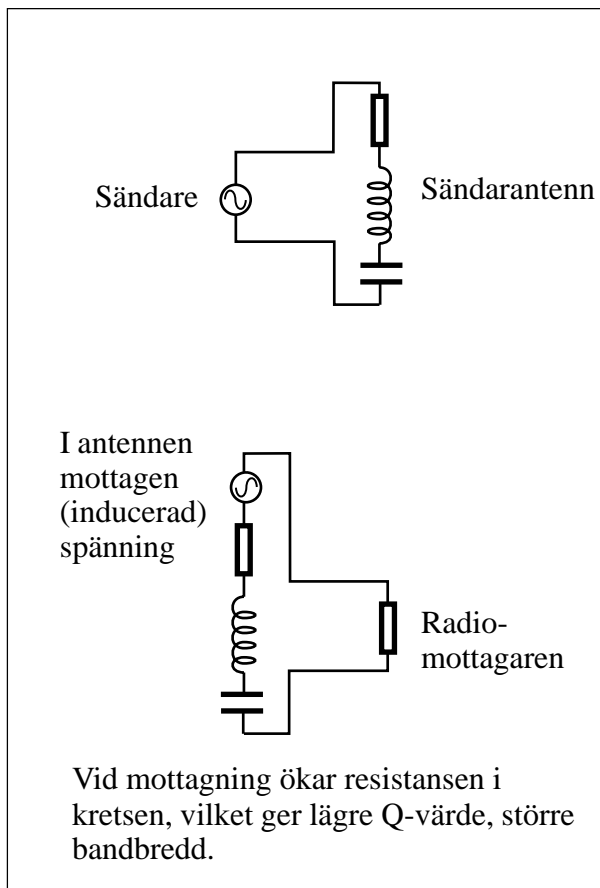 Sändare
Sändarantenn
I antennen
mottagen
(inducerad)
spänning
Radio-
mottagaren
Vid mottagning ökar resistansen i
kretsen, vilket ger lägre Q-värde, större
bandbredd.